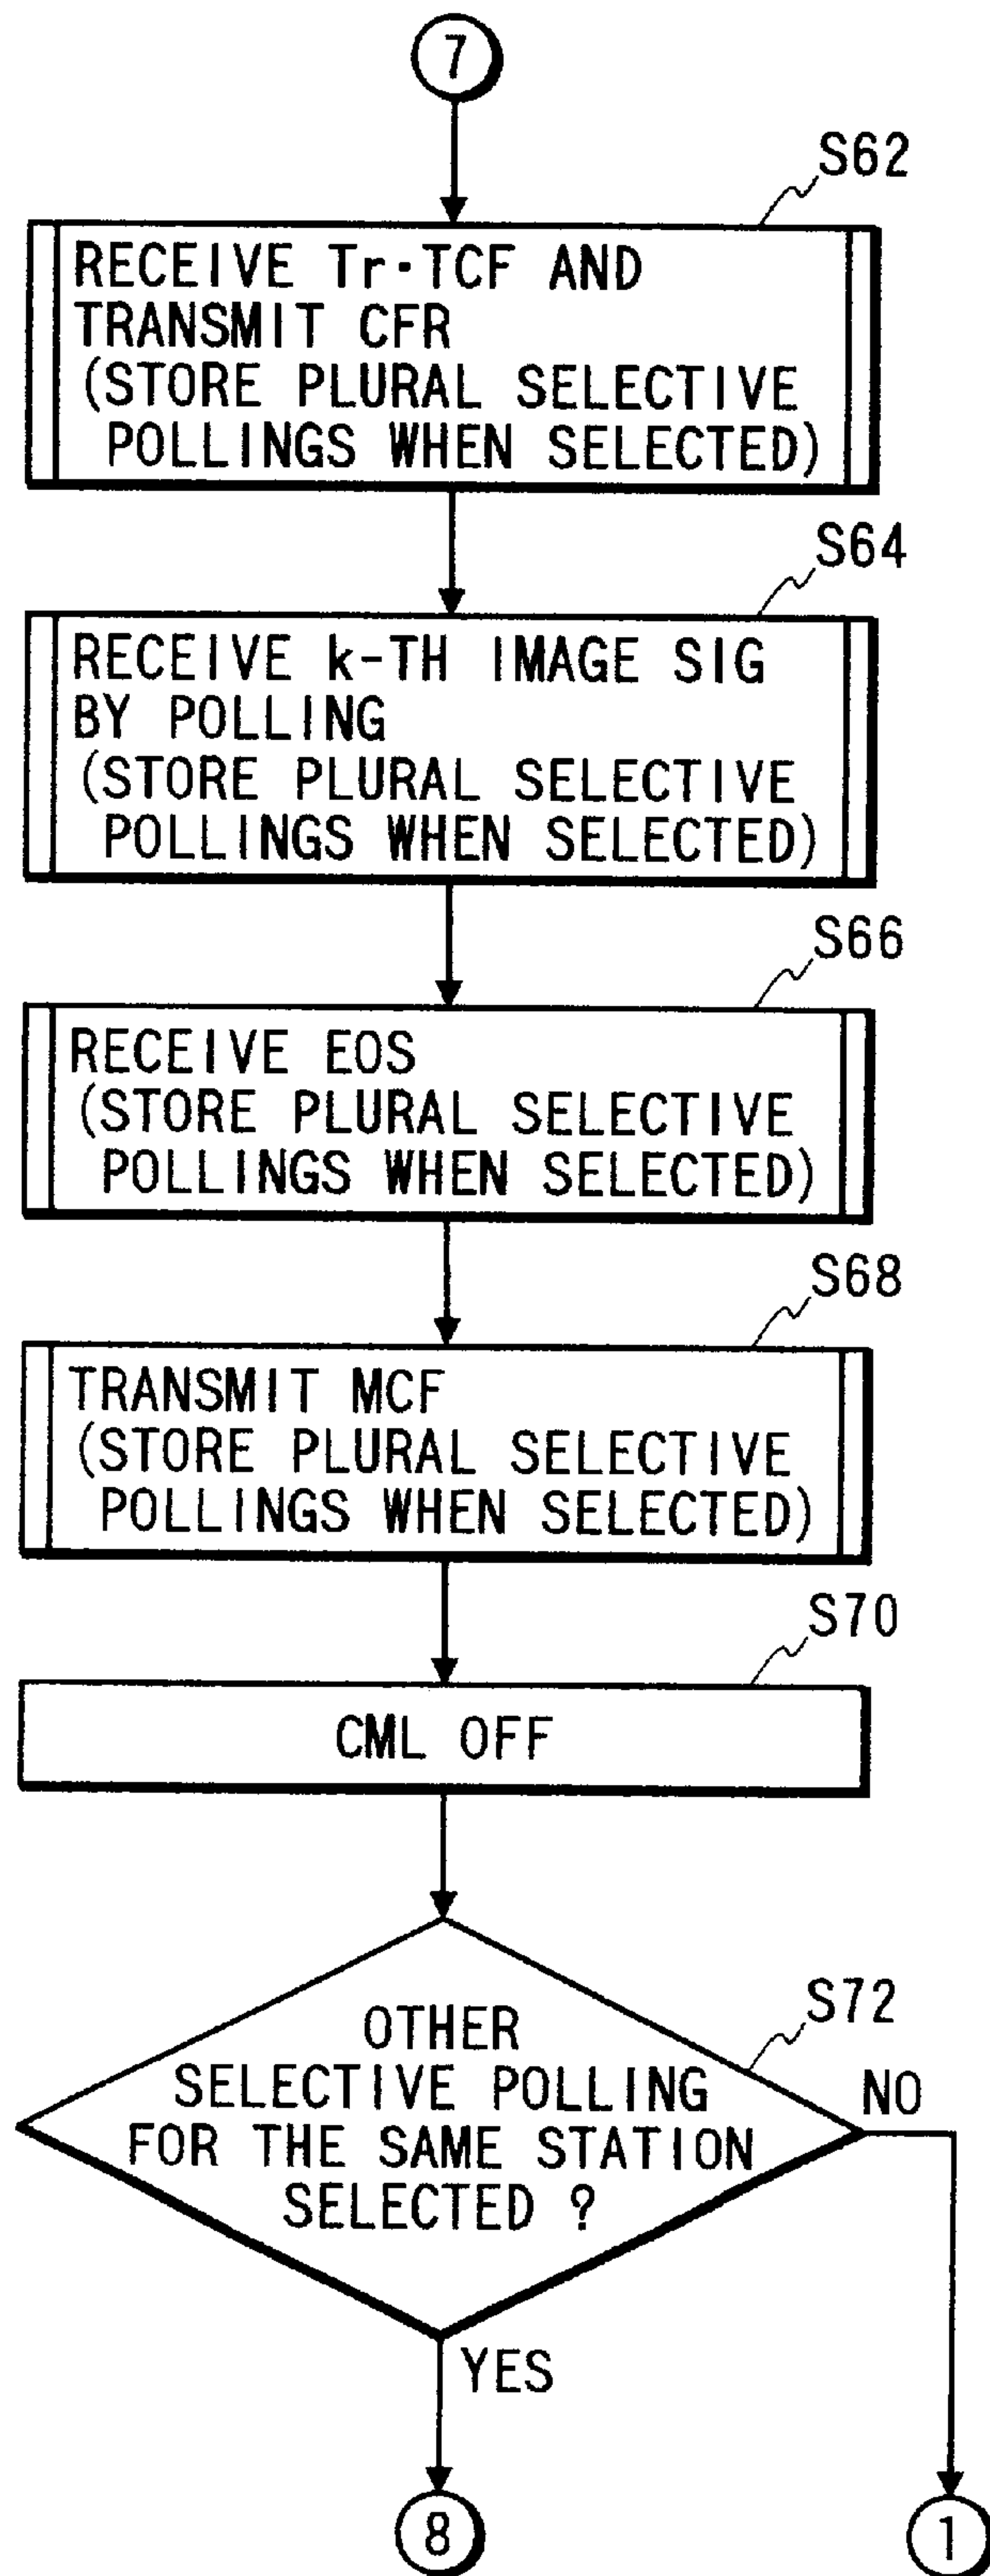 7
S62
RECEIVE Tr·TCF AND
TRANSMIT CFR
(STORE PLURAL SELECTIVE
POLLINGS WHEN SELECTED)
S64
RECEIVE k-TH IMAGE SIG
BY POLLING
(STORE PLURAL SELECTIVE
POLLINGS WHEN SELECTED)
S66
RECEIVE EOS
(STORE PLURAL SELECTIVE
POLLINGS WHEN SELECTED)
S68
TRANSMIT MCF
(STORE PLURAL SELECTIVE
POLLINGS WHEN SELECTED)
S70
CML OFF
S72
OTHER
SELECTIVE POLLING
FOR THE SAME STATION
SELECTED ?
NO
YES
8
1